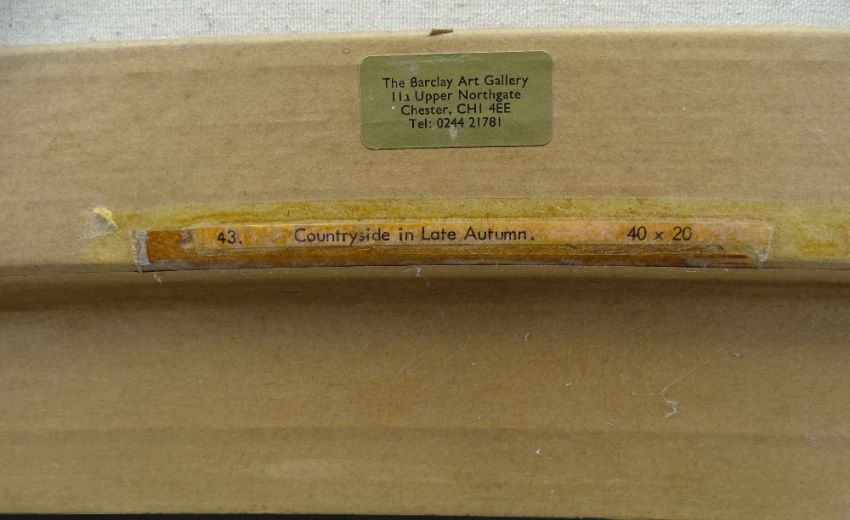 The Barclay Art Gallery
11a Upper Northgate
Chester, CH1 4EE
Tel: 0244 21781
43. Countryside in Late Autumn. 40 x 20